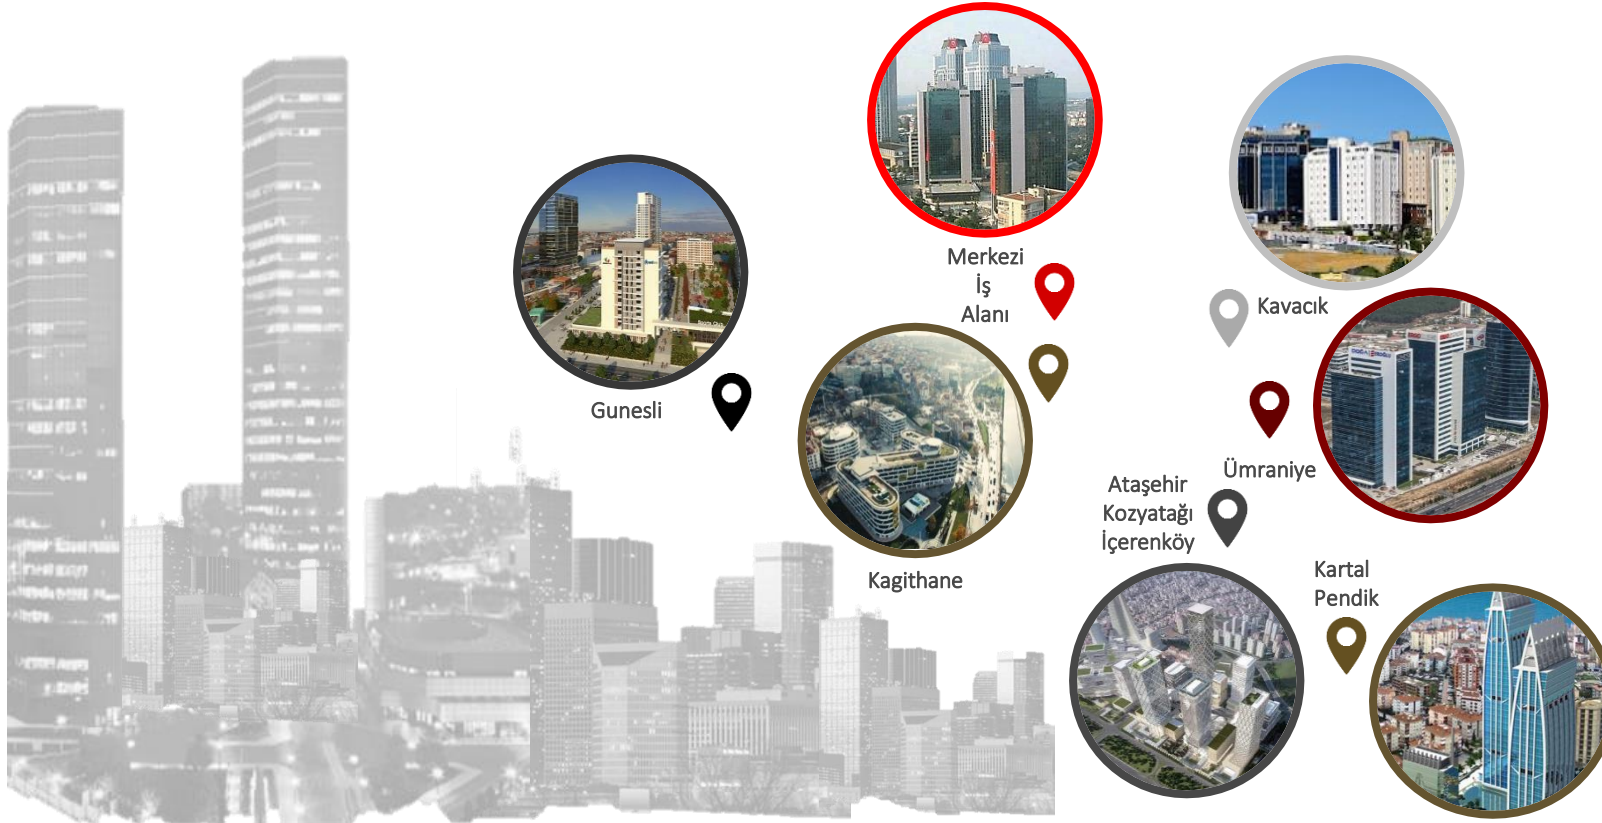 Merkezi
İş
Alanı
Kavacık
Gunesli
Ümraniye
Ataşehir
Kozyatağı
İçerenköy
Kagithane
Kartal
Pendik